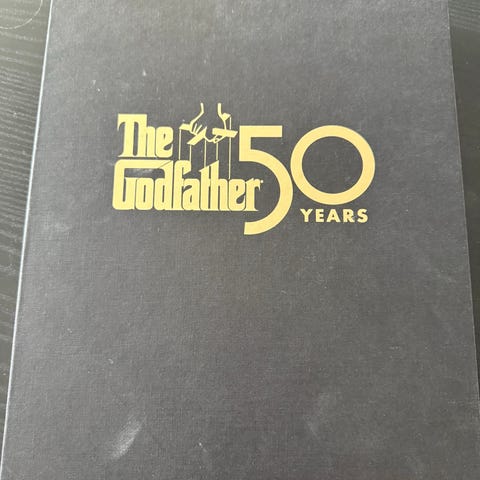 The
Godfather
50
YEARS